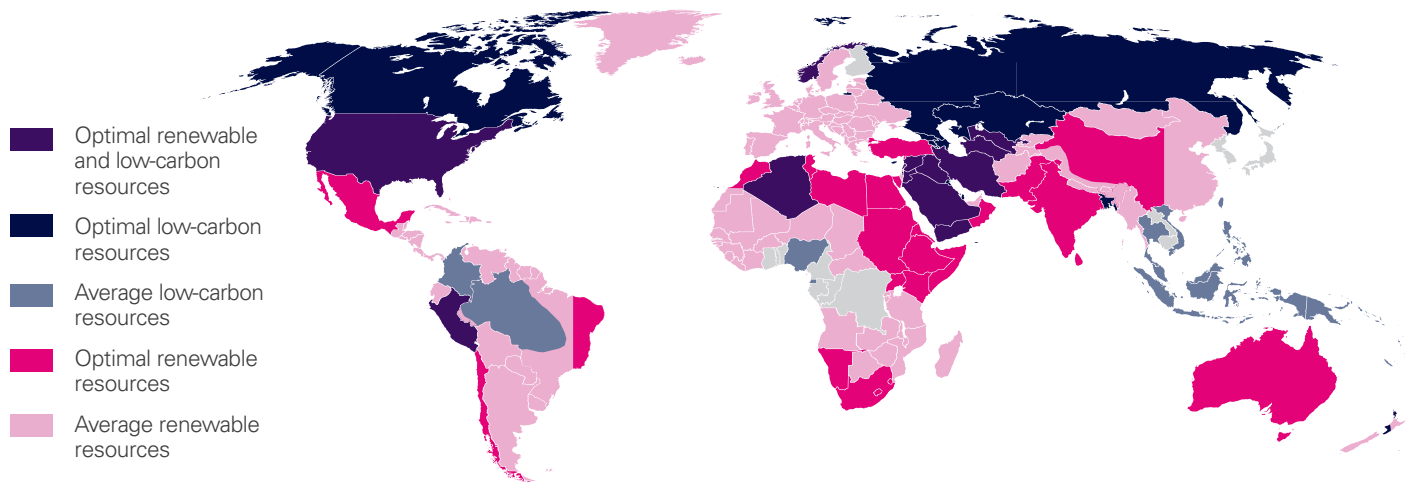 Optimal renewable
and low-carbon
resources
Optimal low-carbon
resources
Average low-carbon
resources
Optimal renewable
resources
Average renewable
resources